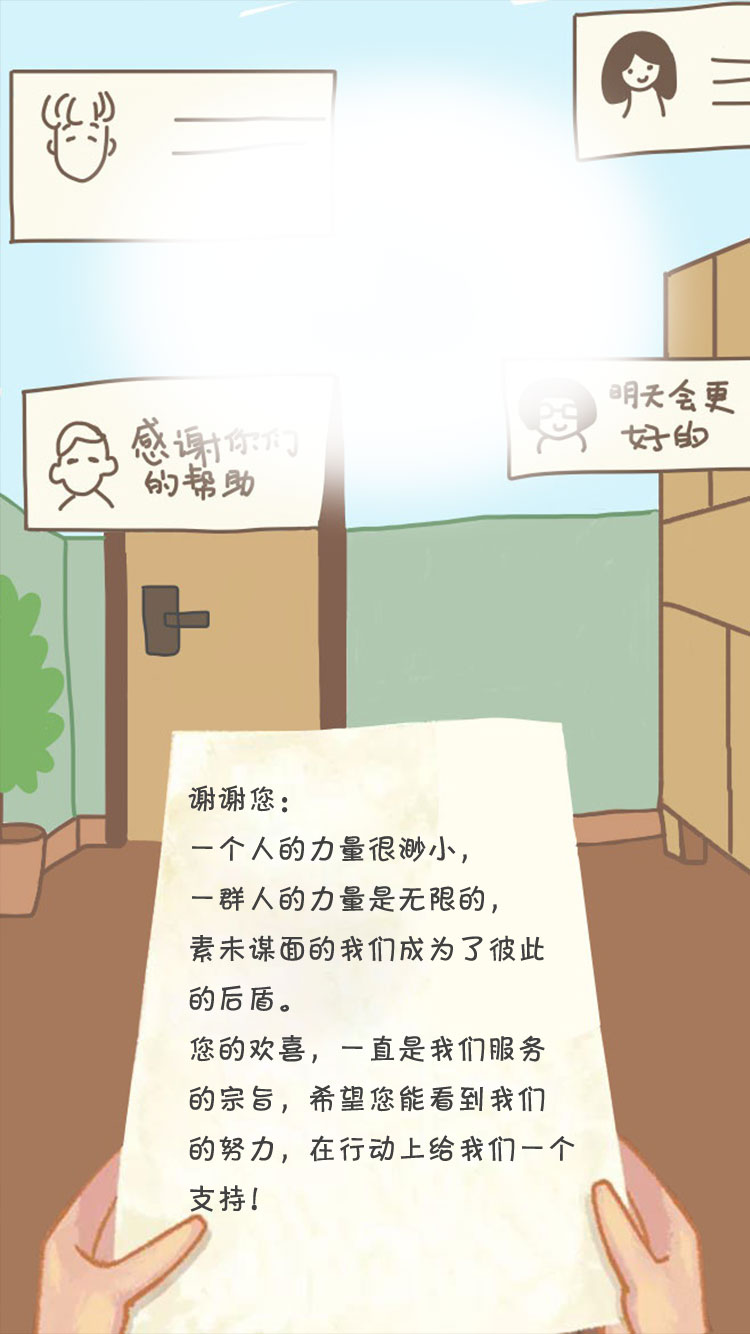 感谢你们
的帮助
明天会更
好的
谢谢您：
一个人的力量很渺小，
一群人的力量是无限的，
素未谋面的我们成为了彼此
的后盾。
您的欢喜，一直是我们服务
的宗旨，希望您能看到我们
的努力，在行动上给我们一个
支持！